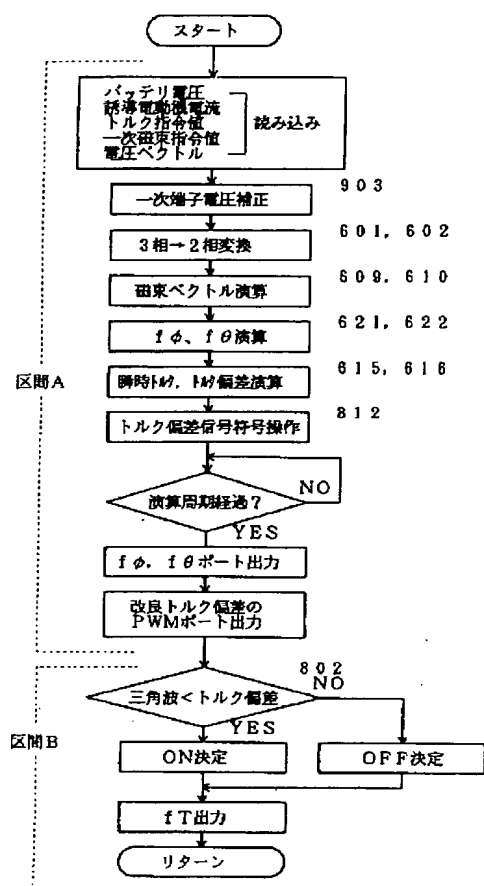 スタート
バッテリ電圧
誘導電動機電流
トルク指令値
一次磁束指令値
電圧ベクトル
読み込み
903
一次端子電圧補正
601, 602
3相→2相変換
609, 610
磁束ベクトル演算
621, 622
fφ、fθ演算
615, 616
瞬時トルク, トルク偏差演算
812
トルク偏差信号符号操作
区間A
演算周期経過?
NO
YES
fφ, fθポート出力
改良トルク偏差の
PWMポート出力
802
三角波<トルク偏差
NO
YES
区間B
ON決定
OFF決定
fT出力
リターン